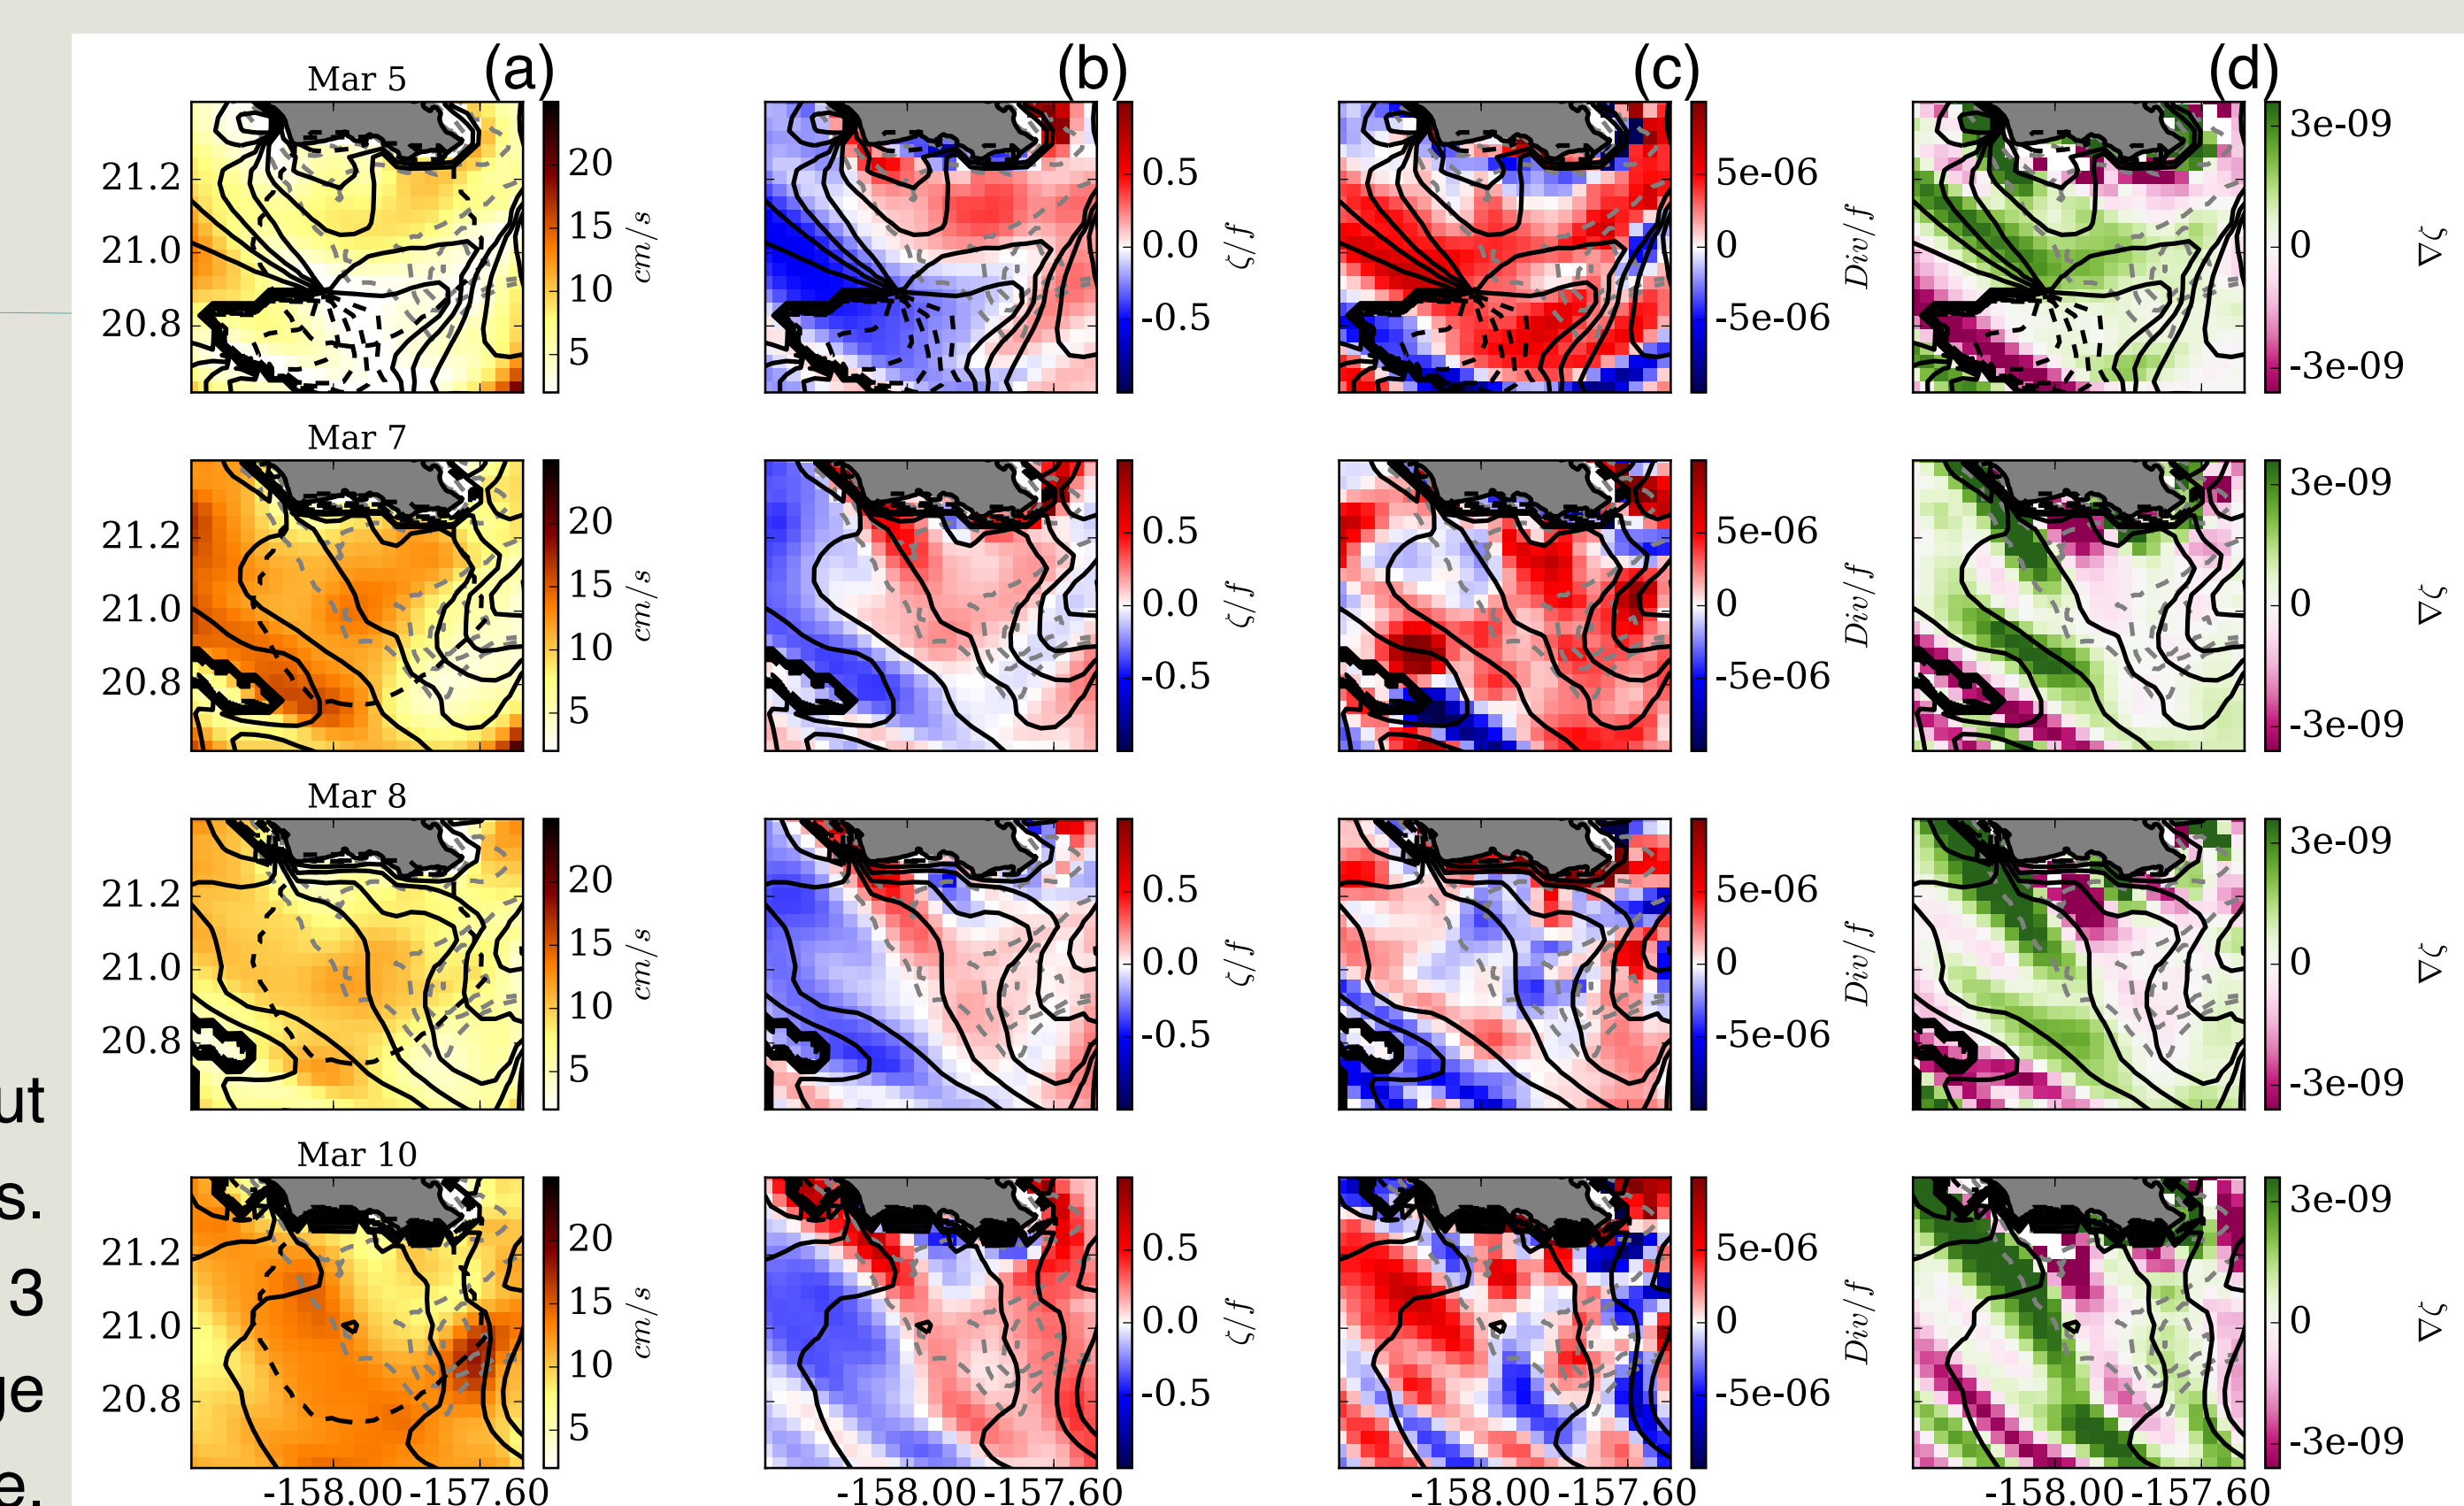 (a) (b) (c) (d)
Mar 5
21.2
21.0
20.8
20
15
10
5
cm/s
0.5
0.0
-0.5
ζ/f
5e-06
0
-5e-06
Div/f
3e-09
0
-3e-09
∇ζ
Mar 7
21.2
21.0
20.8
20
15
10
5
cm/s
0.5
0.0
-0.5
ζ/f
5e-06
0
-5e-06
Div/f
3e-09
0
-3e-09
∇ζ
Mar 8
21.2
21.0
20.8
20
15
10
5
cm/s
0.5
0.0
-0.5
ζ/f
5e-06
0
-5e-06
Div/f
3e-09
0
-3e-09
∇ζ
Mar 10
21.2
21.0
20.8
20
15
10
5
cm/s
0.5
0.0
-0.5
ζ/f
5e-06
0
-5e-06
Div/f
3e-09
0
-3e-09
∇ζ
-158.00 -157.60
-158.00 -157.60
-158.00 -157.60
-158.00 -157.60
ut
s.
3
ge
e.